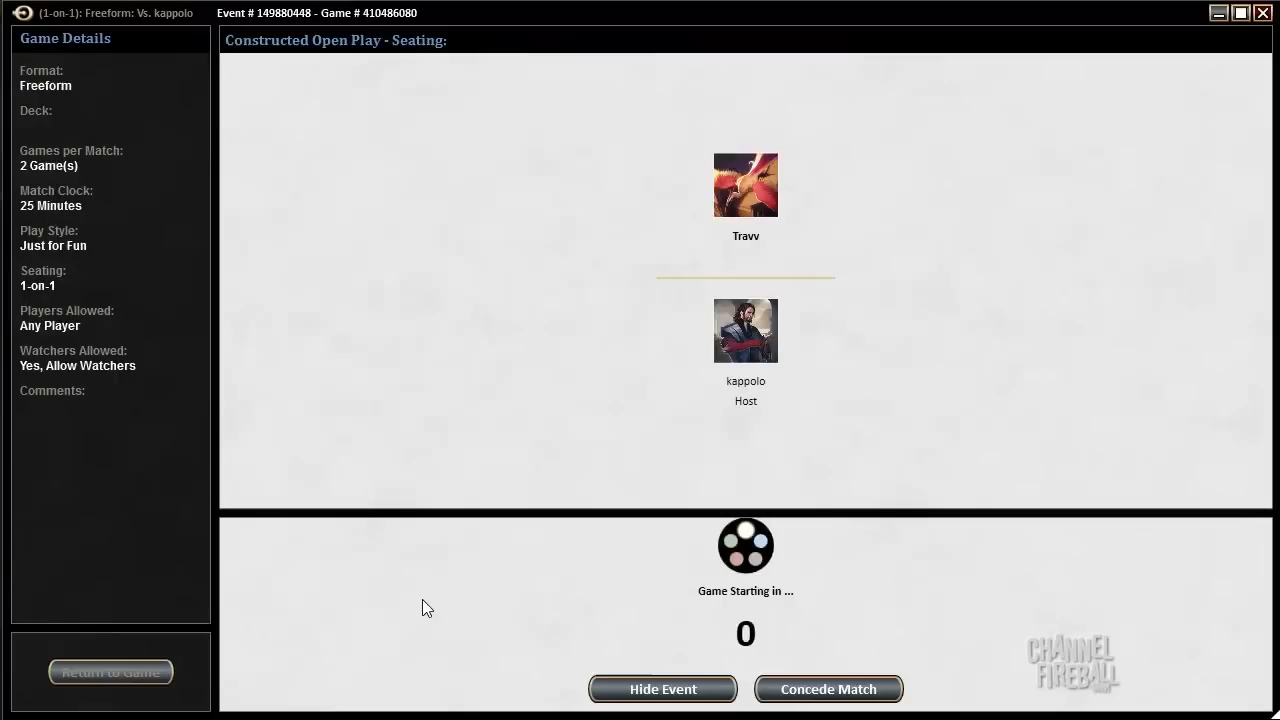 (1-on-1): Freeform: Vs. kappolo
Event # 149880448 - Game # 410486080
Game Details
Format:
Freeform
Deck:
Games per Match:
2 Game(s)
Match Clock:
25 Minutes
Play Style:
Just for Fun
Seating:
1-on-1
Players Allowed:
Any Player
Watchers Allowed:
Yes, Allow Watchers
Comments:
Return to Game
Constructed Open Play - Seating:
Travv
kappolo
Host
Game Starting in ...
0
Hide Event
Concede Match
CHANNEL
FIREBALL